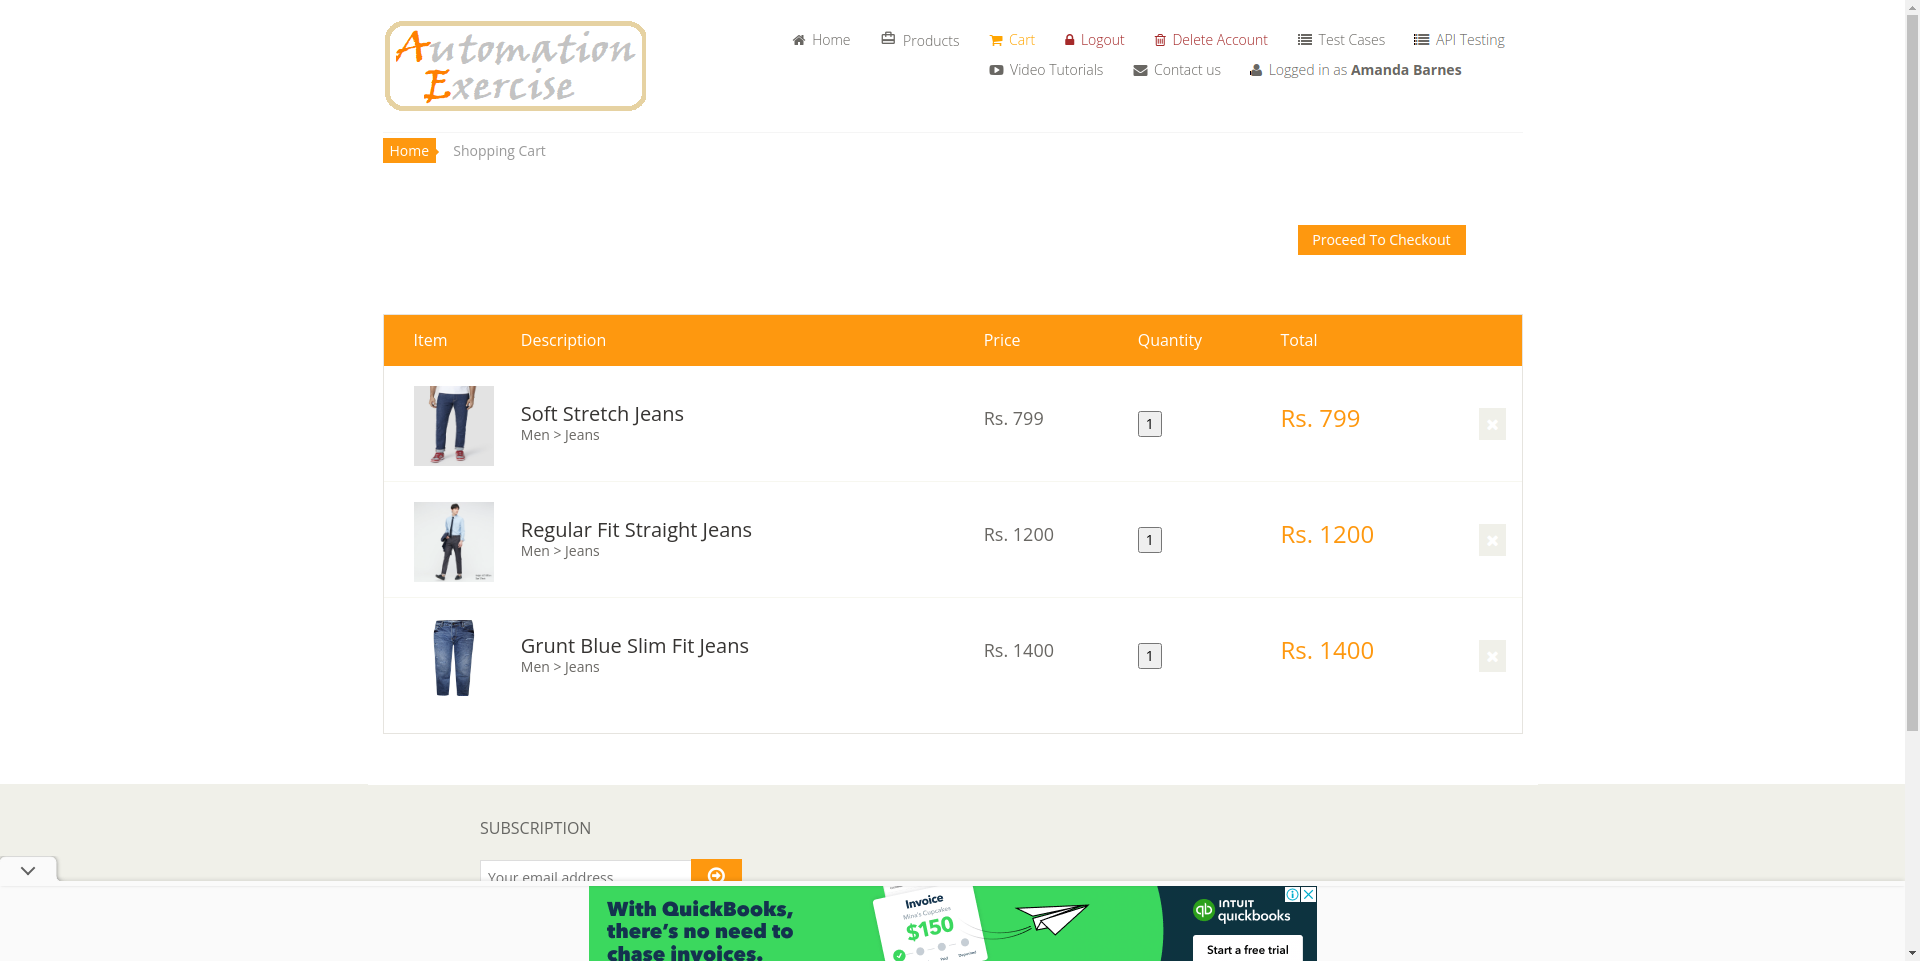 Automation
Exercise
Home
Products
Cart
Logout
Delete Account
Test Cases
API Testing
Video Tutorials
Contact us
Logged in as Amanda Barnes
Home
Shopping Cart
Proceed To Checkout
Item Description Price Quantity Total
Soft Stretch Jeans
Men > Jeans
Rs. 799
1
Rs. 799
Regular Fit Straight Jeans
Men > Jeans
Rs. 1200
1
Rs. 1200
Grunt Blue Slim Fit Jeans
Men > Jeans
Rs. 1400
1
Rs. 1400
SUBSCRIPTION
Your email address
With QuickBooks,
there's no need to
chase invoices.
Invoice
Mina's Cupcakes
$150
INTUIT
quickbooks
Start a free trial